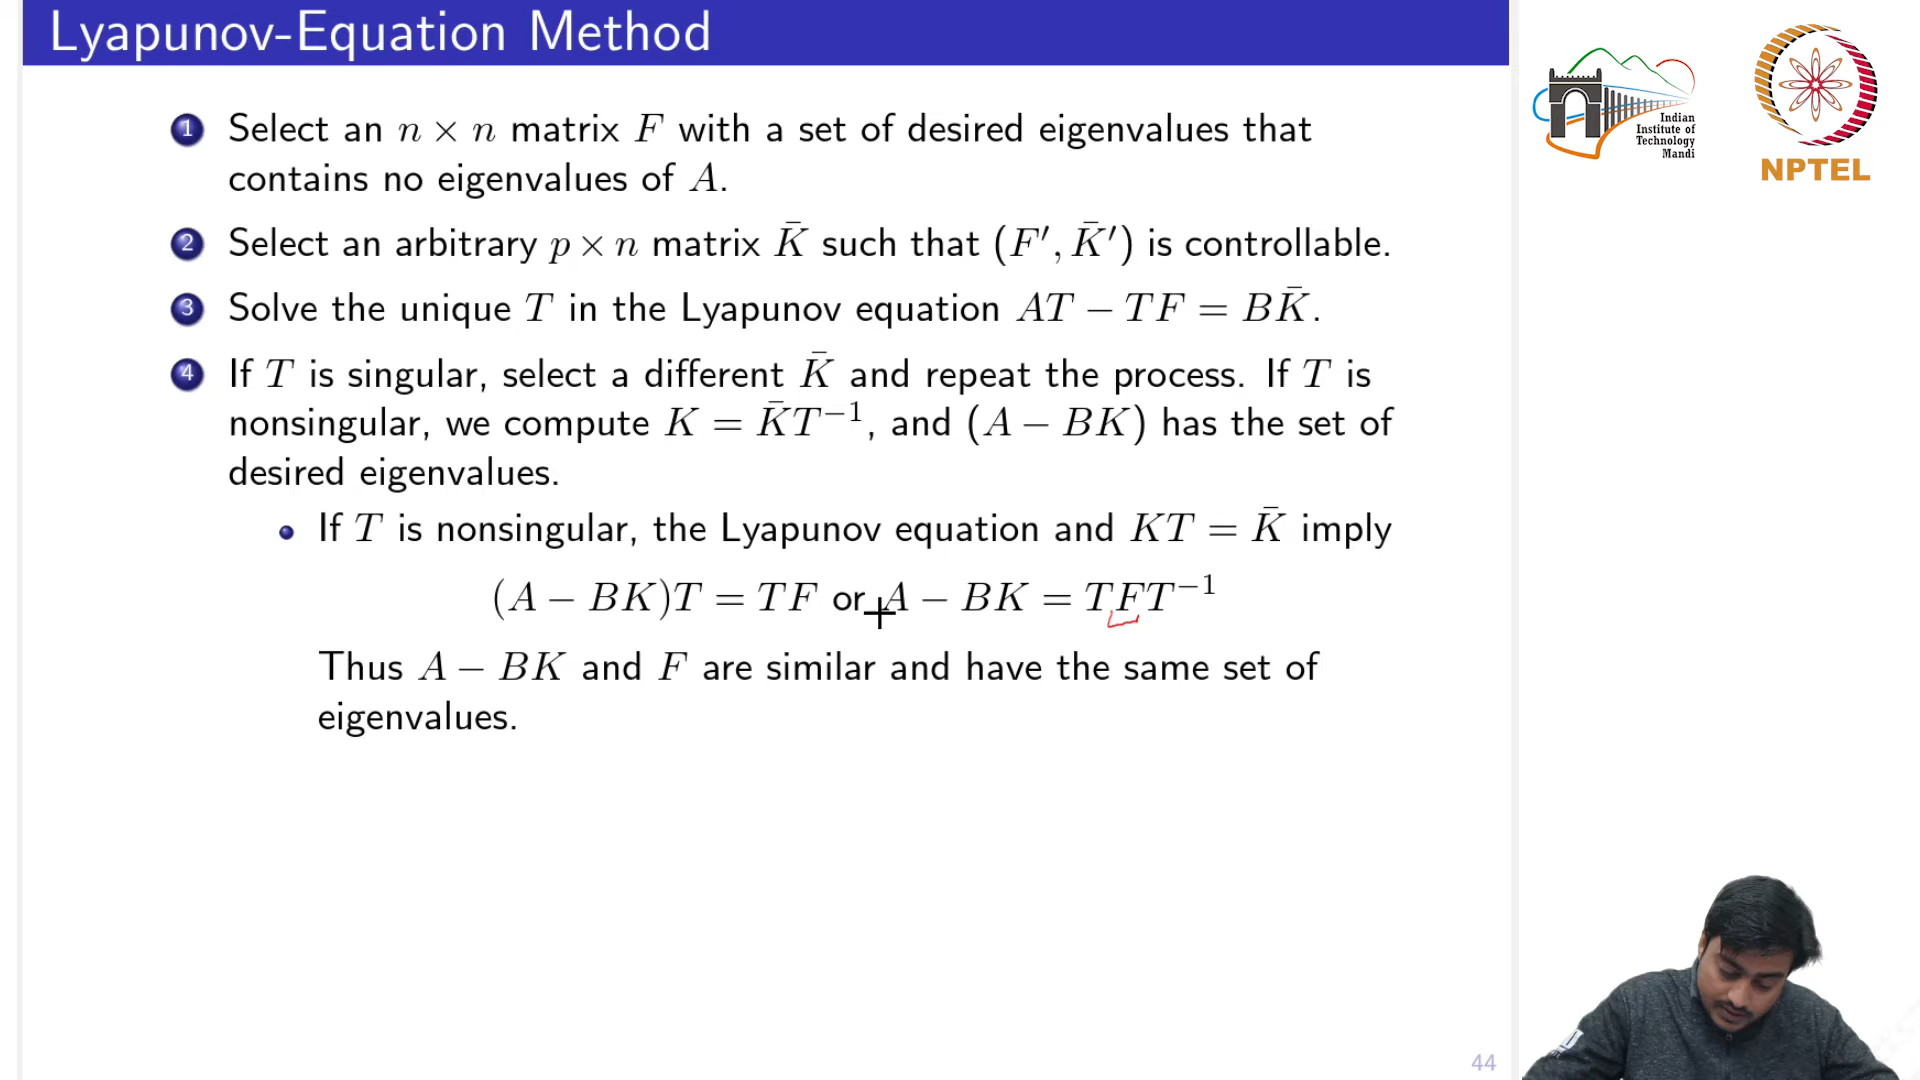 Lyapunov-Equation Method
1 Select an n × n matrix F with a set of desired eigenvalues that
contains no eigenvalues of A.
2 Select an arbitrary p × n matrix K̄ such that (F′, K̄′) is controllable.
3 Solve the unique T in the Lyapunov equation AT − TF = BK̄.
4 If T is singular, select a different K̄ and repeat the process. If T is
nonsingular, we compute K = K̄T⁻¹, and (A − BK) has the set of
desired eigenvalues.
• If T is nonsingular, the Lyapunov equation and KT = K̄ imply
(A − BK)T = TF or A − BK = TFT⁻¹
Thus A − BK and F are similar and have the same set of
eigenvalues.
44
Indian
Institute of
Technology
Mandi
NPTEL